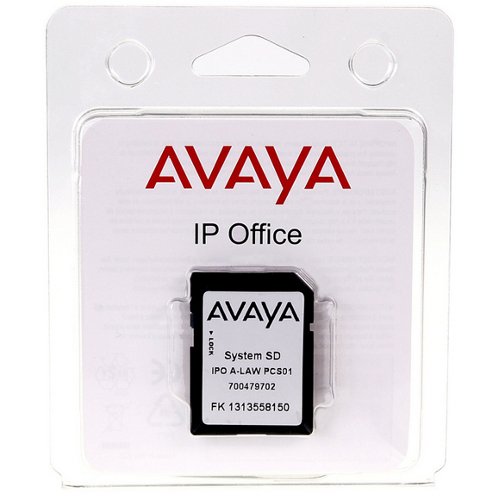 AVAYA
IP Office
AVAYA
LOCK
System SD
IPO A-LAW PCS01
700479702
FK 1313558150